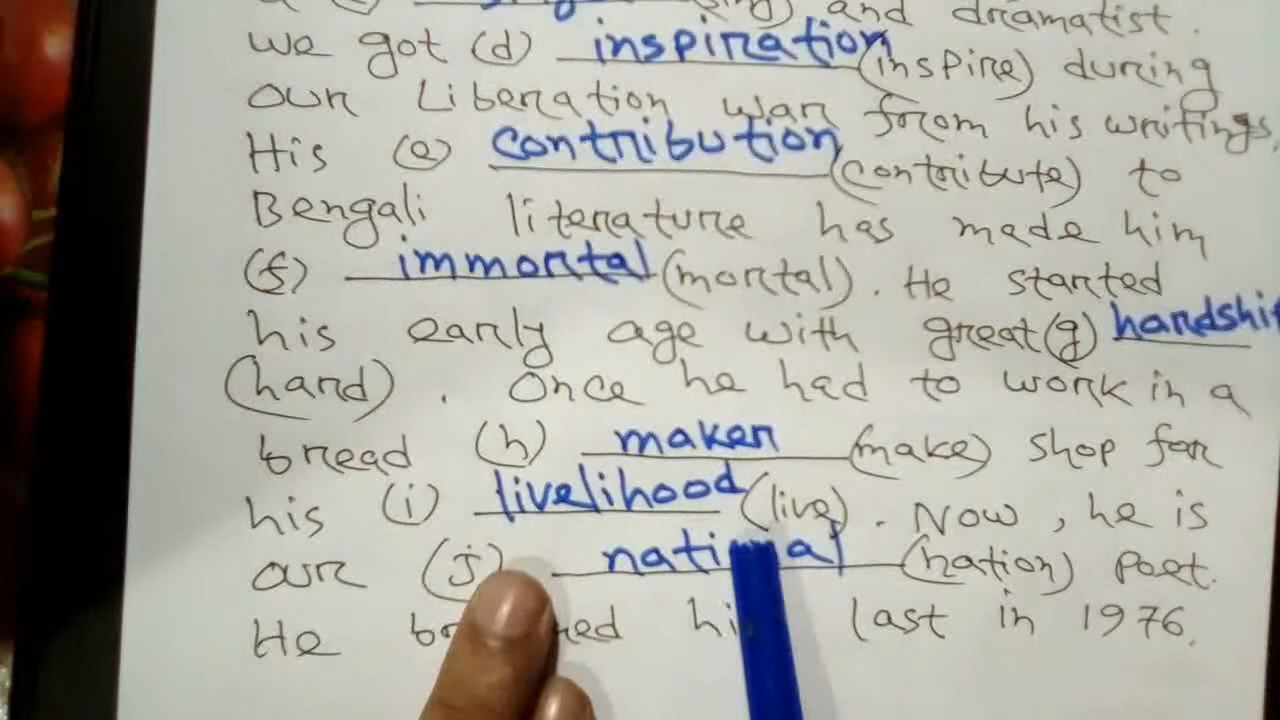 and dramatist.
We got (d) inspiration (inspire) during
our Liberation war from his writings.
His (e) contribution (contribute) to
Bengali literature has made him
(f) immortal (mortal). He started
his early age with great (g) hardshi
(hard). Once he had to work in a
bread (h) maker (make) shop for
his (i) livelihood (live). Now, he is
our (j) national (nation) poet.
He last in 1976.